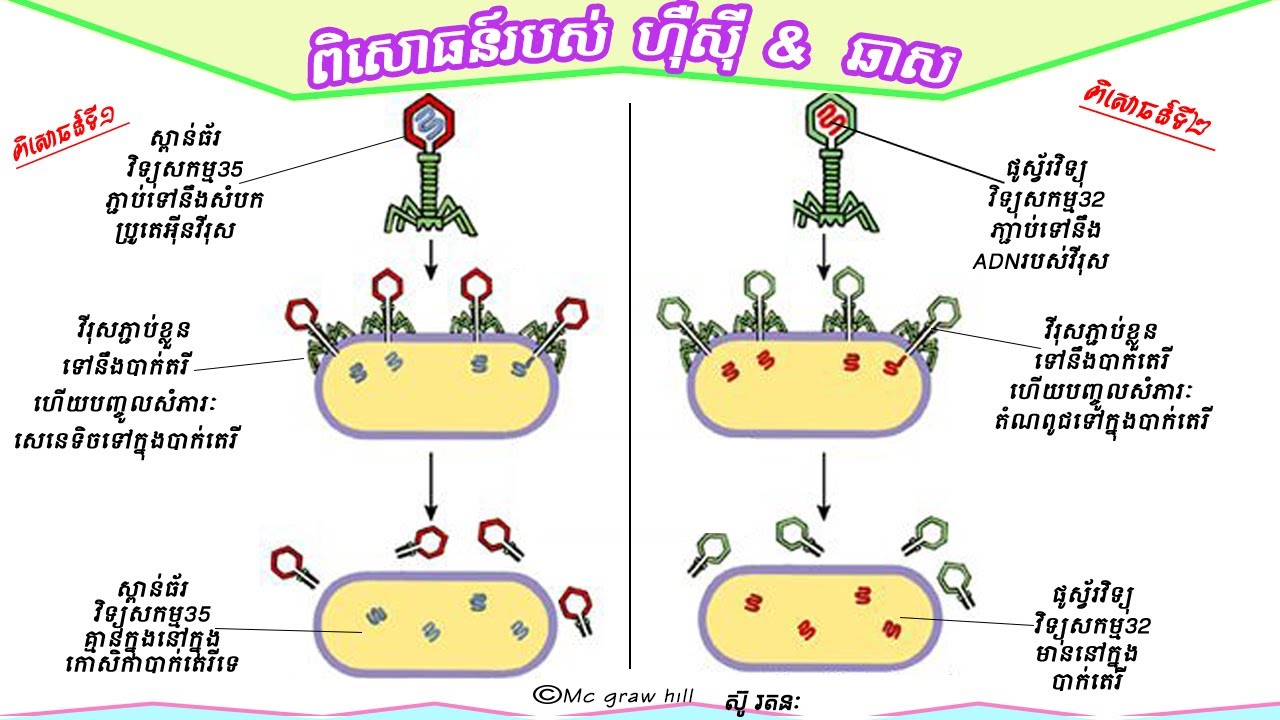 ពិសោធន៍របស់ ហ៊ឺស៊ី & ឆាស
ពិសោធន៍ទី១
ស្ពាន់ធ័រ
វិទ្យុសកម្ម35
ភ្ជាប់ទៅនឹងសំបក
ប្រូតេអ៊ីនវីរុស
វីរុសភ្ជាប់ខ្លួន
ទៅនឹងបាក់តរី
ហើយបញ្ចូលសំភារៈ
សេនេទិចទៅក្នុងបាក់តេរី
ស្ពាន់ធ័រ
វិទ្យុសកម្ម35
គ្មានក្នុងនៅក្នុង
កោសិកាបាក់តេរីទេ
ពិសោធន៍ទី២
ផូស្វ័រវិទ្យុ
វិទ្យុសកម្ម32
ភា្ជាប់ទៅនឹង
ADNរបស់វីរុស
វីរុសភ្ជាប់ខ្លួន
ទៅនឹងបាក់តេរី
ហើយបញ្ចូលសំភារៈ
តំណពូជទៅក្នុងបាក់តេរី
ផូស្វ័រវិទ្យុ
វិទ្យុសកម្ម32
មាននៅក្នុង
បាក់តេរី
©Mc graw hill
ស៊ូ រតនៈ